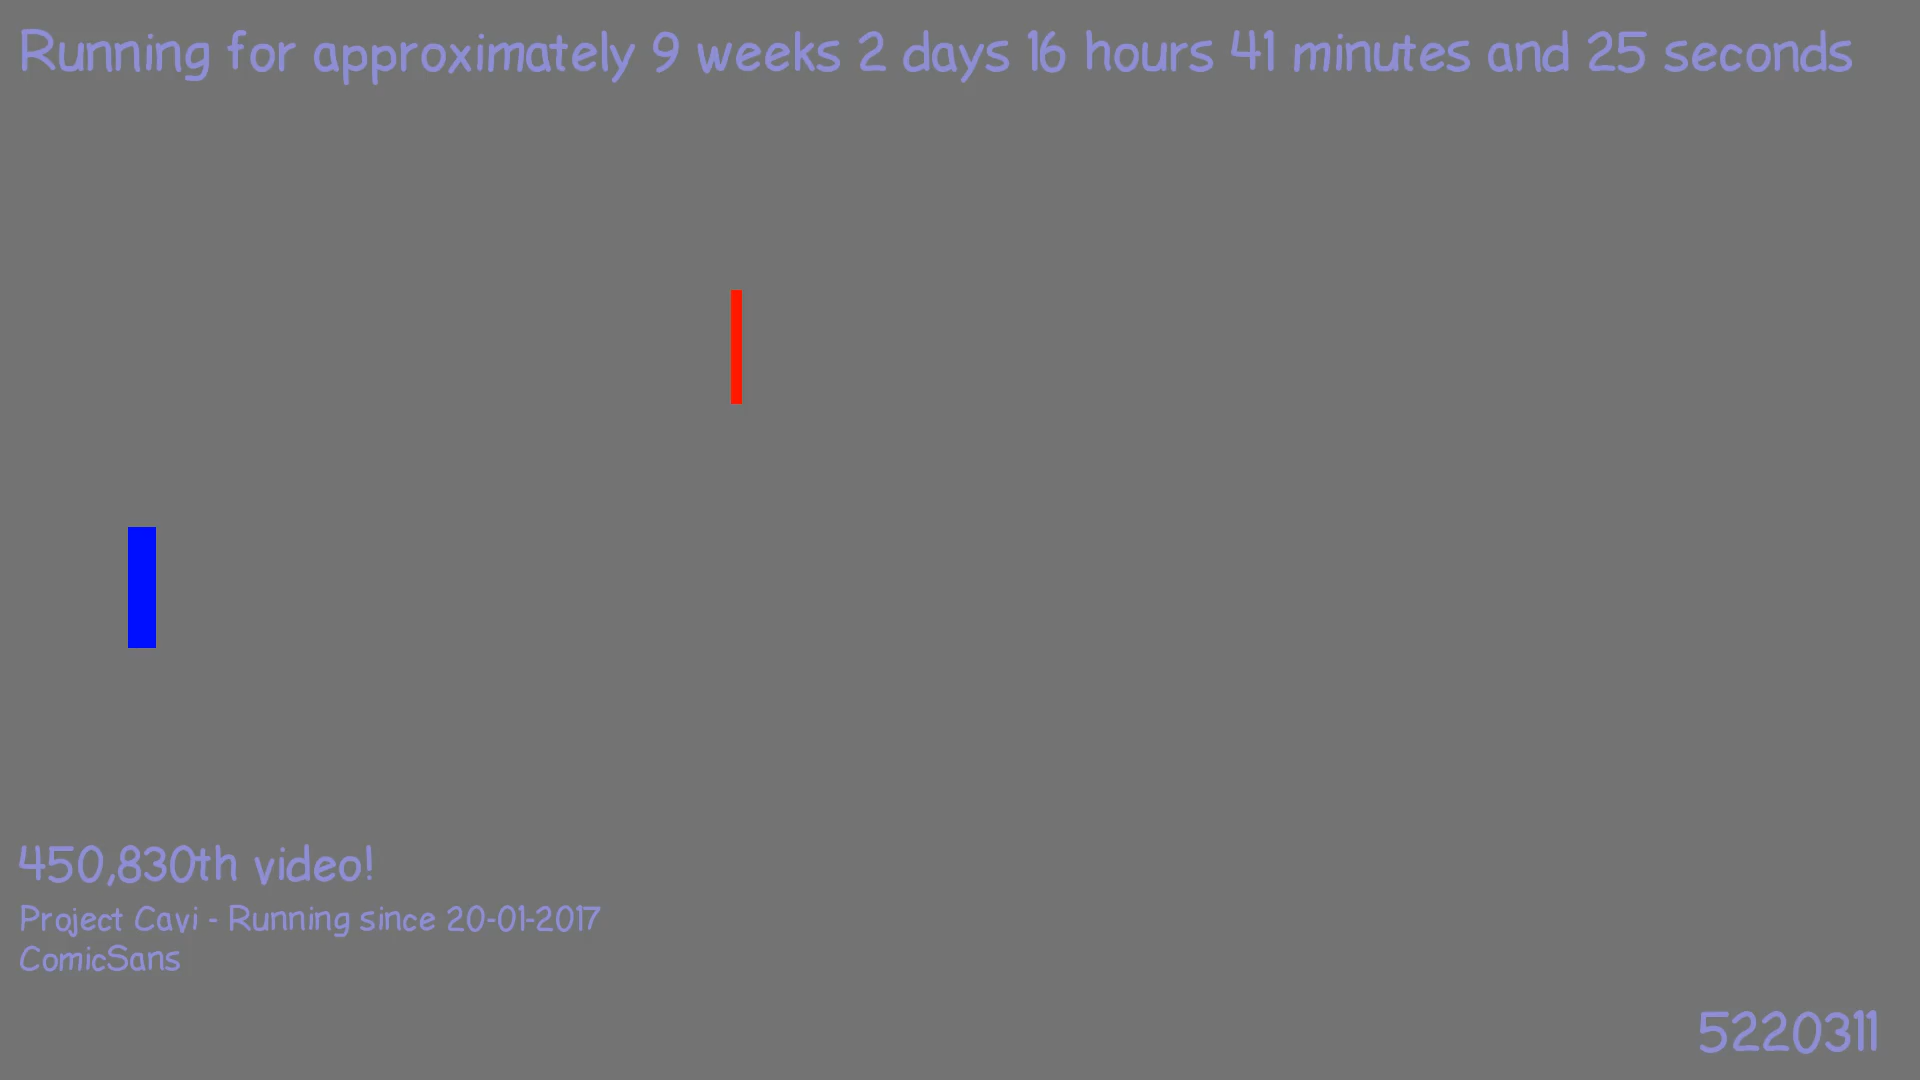 Running for approximately 9 weeks 2 days 16 hours 41 minutes and 25 seconds
450,830th video!
Project Cavi - Running since 20-01-2017
ComicSans
5220311